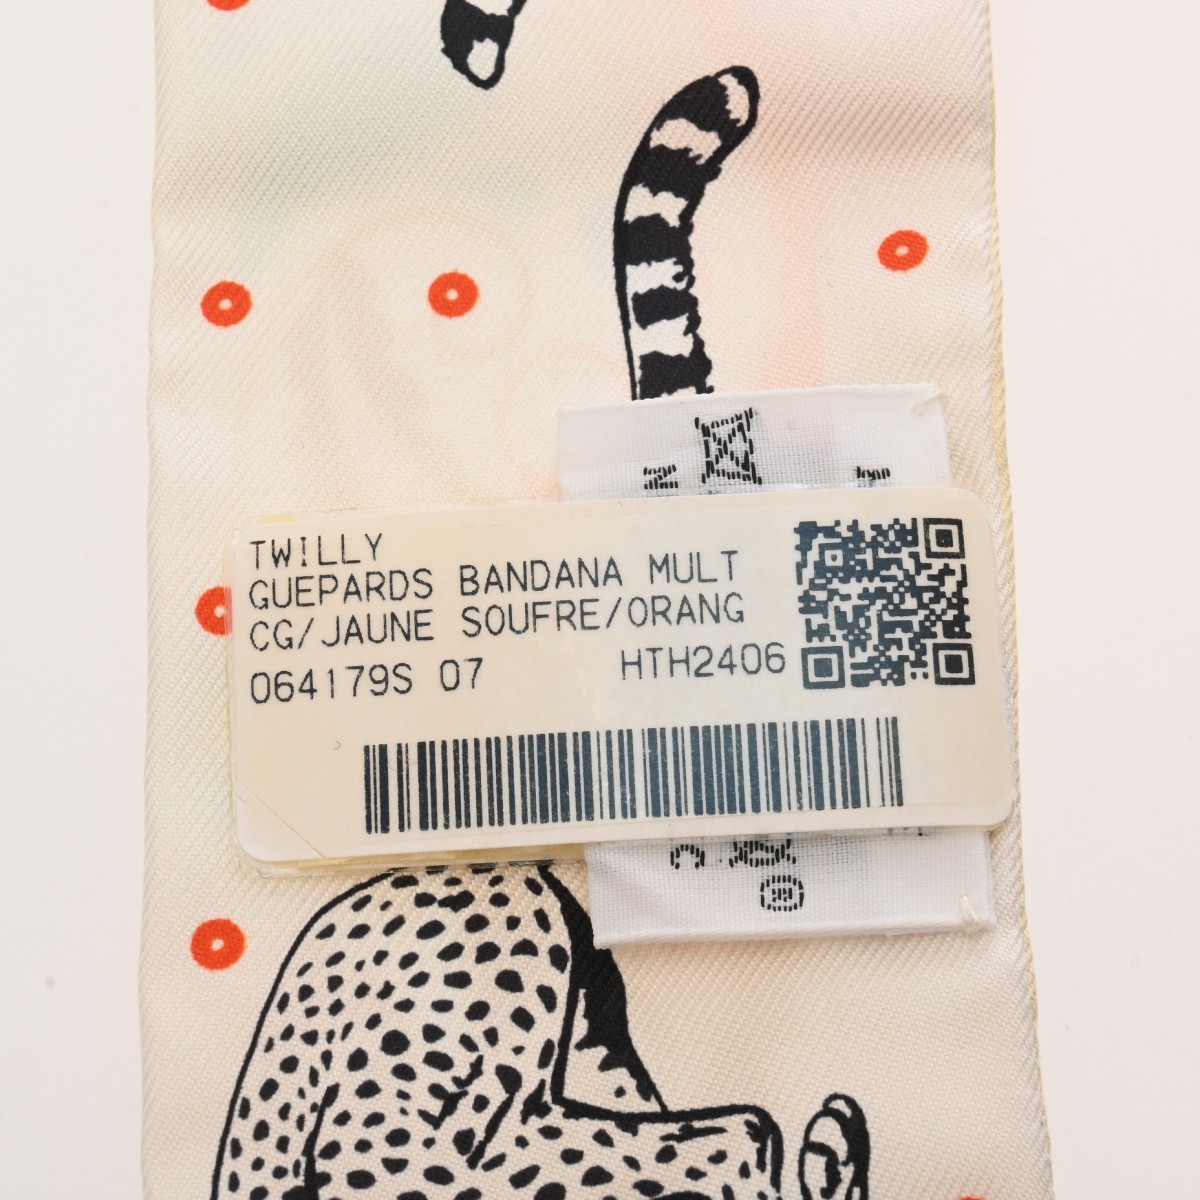 TWILLY
GUEPARDS BANDANA MULT
CG/JAUNE SOUFRE/ORANG
064179S 07 HTH2406